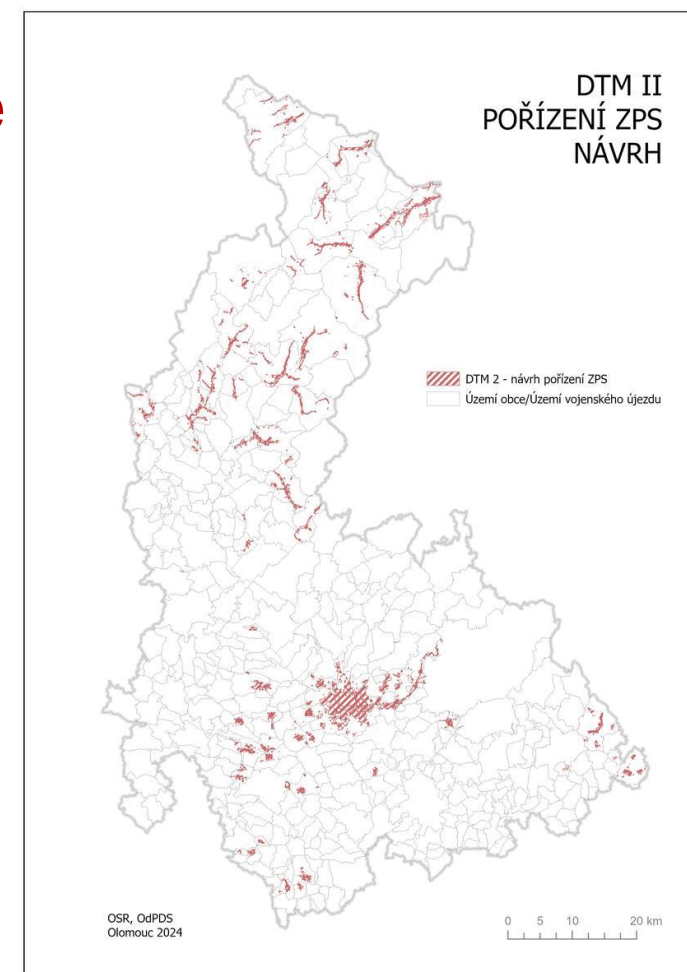 e
DTM II
POŘÍZENÍ ZPS
NÁVRH
DTM 2 - návrh pořízení ZPS
Území obce/Území vojenského újezdu
OSR, OdPDS
Olomouc 2024
0 5 10 20 km